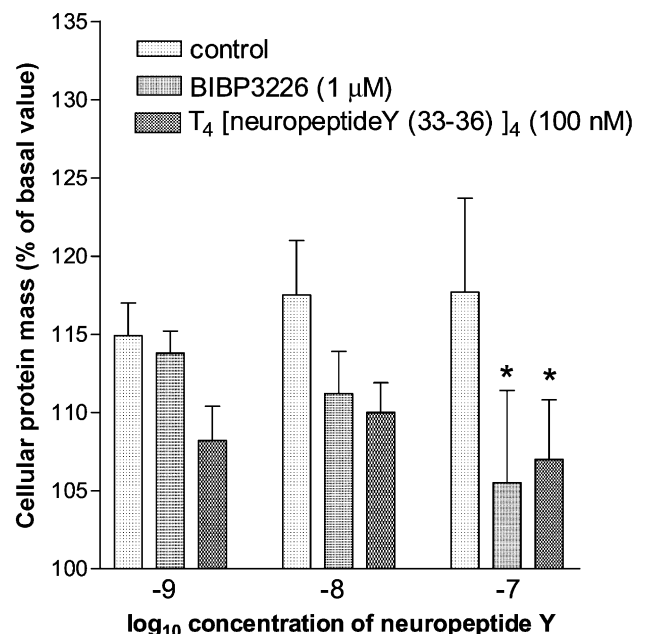 135
130
125
120
115
110
105
100
Cellular protein mass (% of basal value)
control
BIBP3226 (1 μM)
T4 [neuropeptideY (33-36) ]4 (100 nM)
*
*
-9 -8 -7
log10 concentration of neuropeptide Y